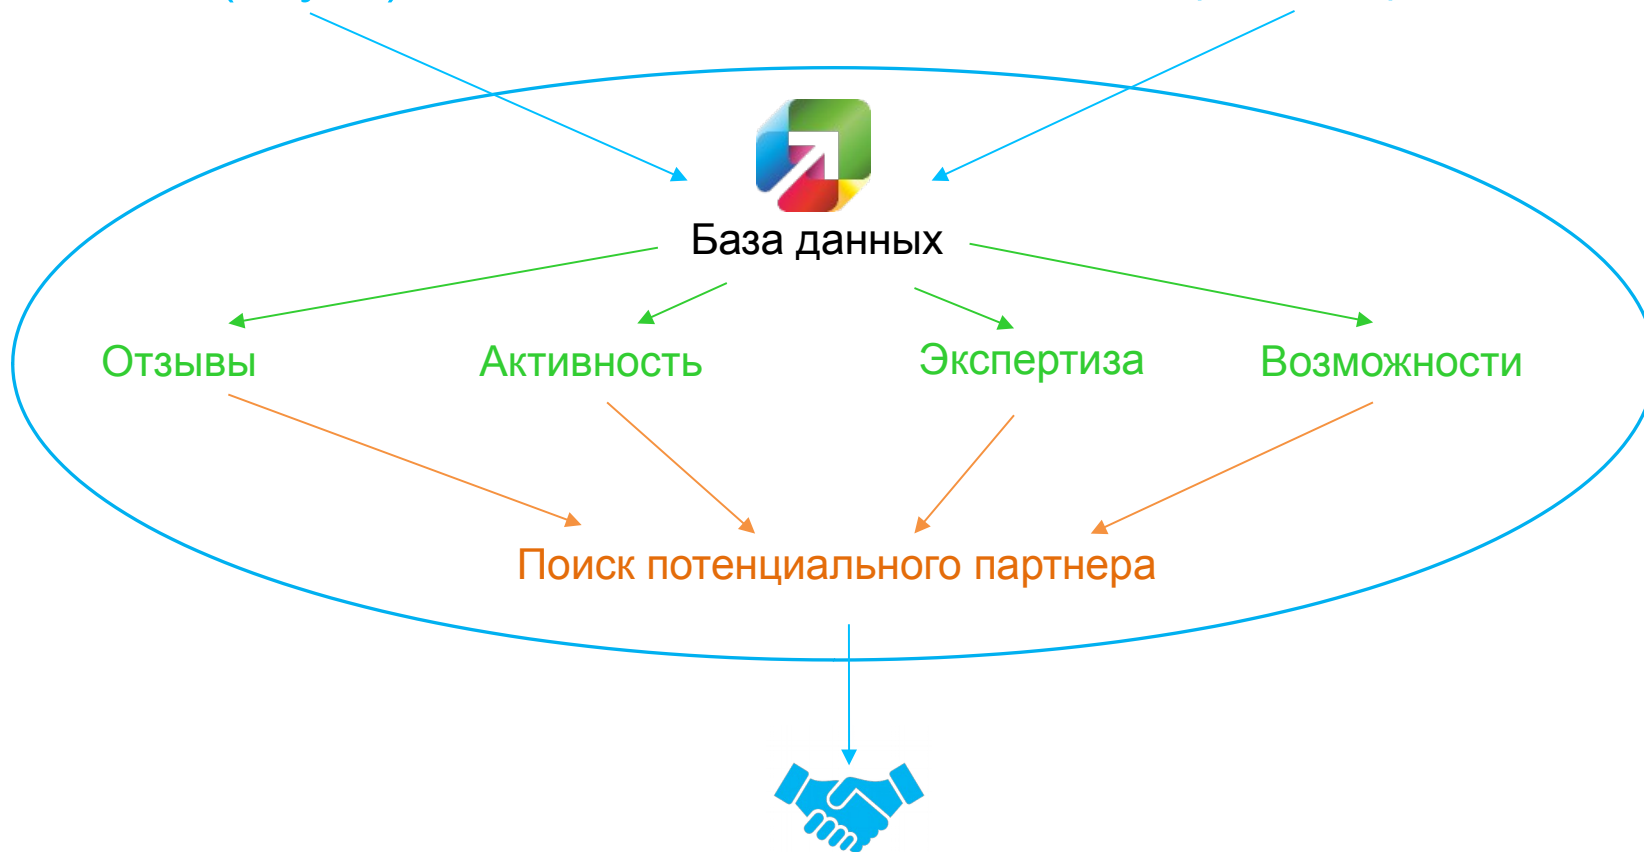 База данных
Отзывы
Активность
Экспертиза
Возможности
Поиск потенциального партнера